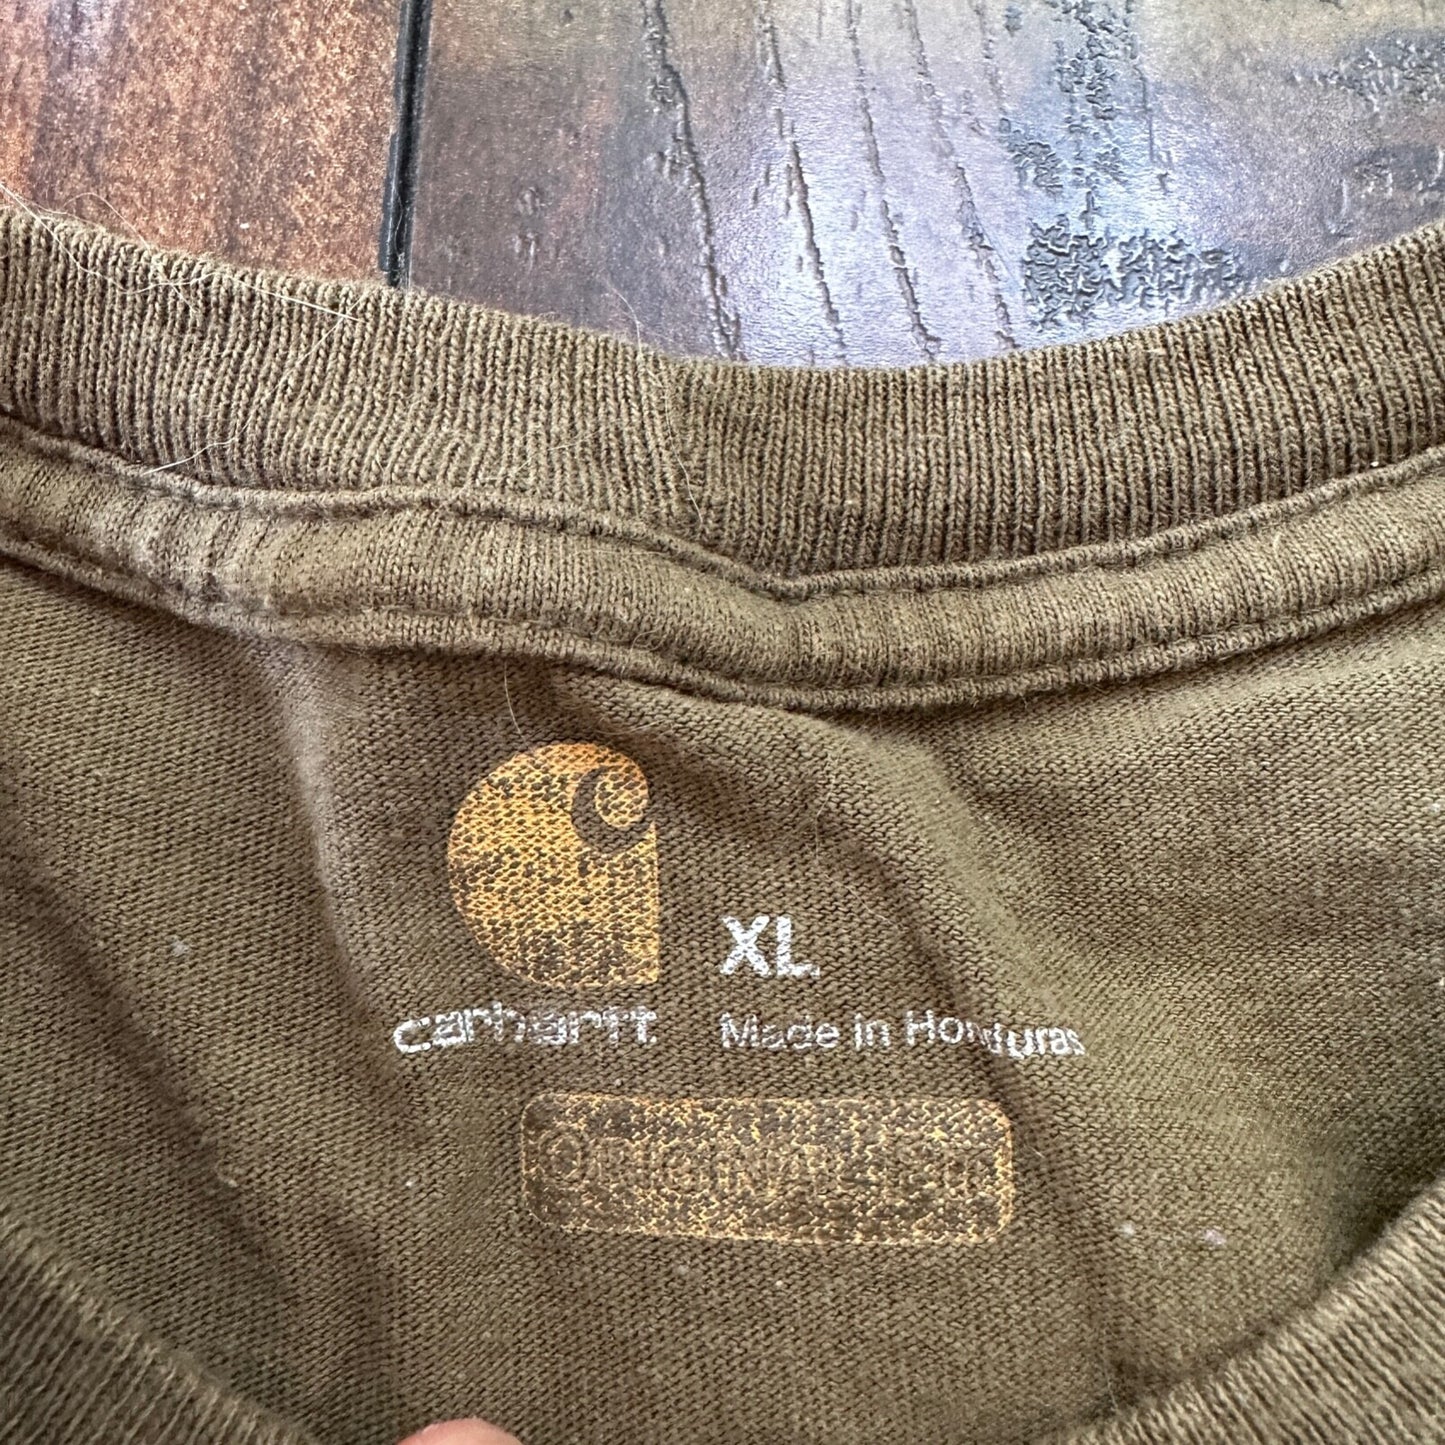 XL
carhartt
Made in Honduras
ORIGINAL FIT